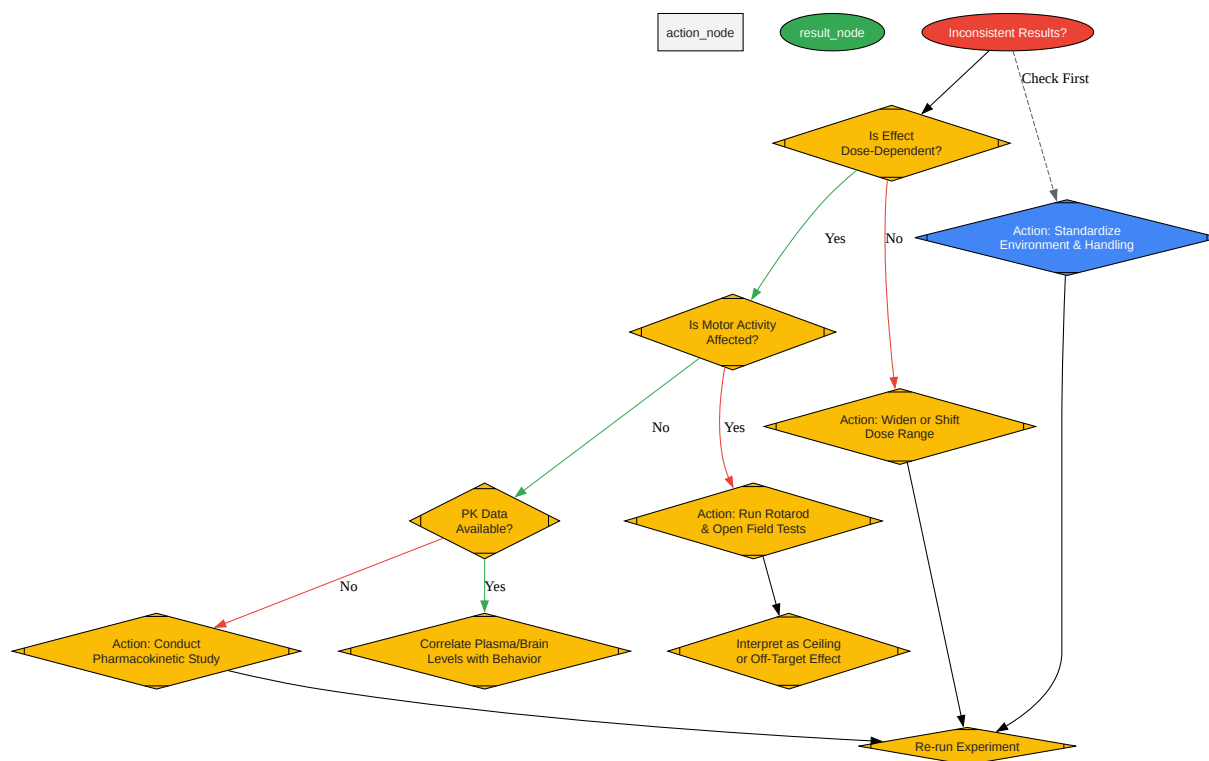 action_node
result_node
Inconsistent Results?
Check First
Is Effect
Dose-Dependent?
Action: Standardize
Environment & Handling
Yes
No
Is Motor Activity
Affected?
No
Yes
Action: Widen or Shift
Dose Range
PK Data
Available?
Action: Run Rotarod
& Open Field Tests
No
Yes
Action: Conduct
Pharmacokinetic Study
Correlate Plasma/Brain
Levels with Behavior
Interpret as Ceiling
or Off-Target Effect
Re-run Experiment